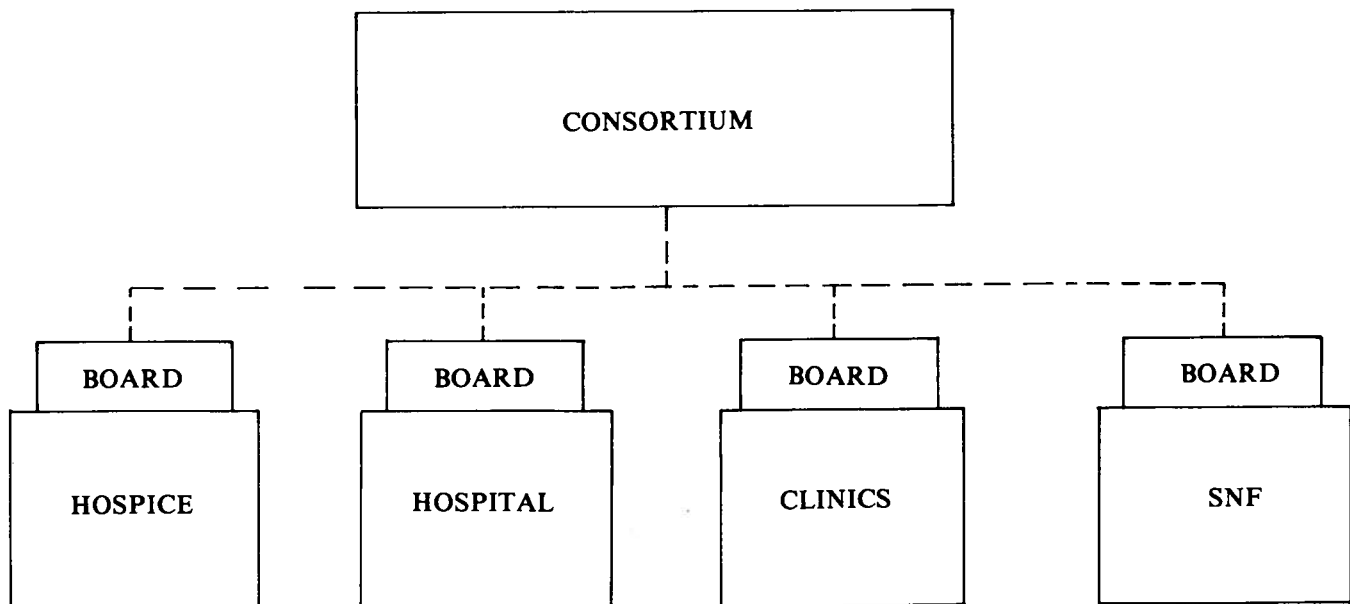 CONSORTIUM
BOARD
BOARD
BOARD
BOARD
HOSPICE
HOSPITAL
CLINICS
SNF